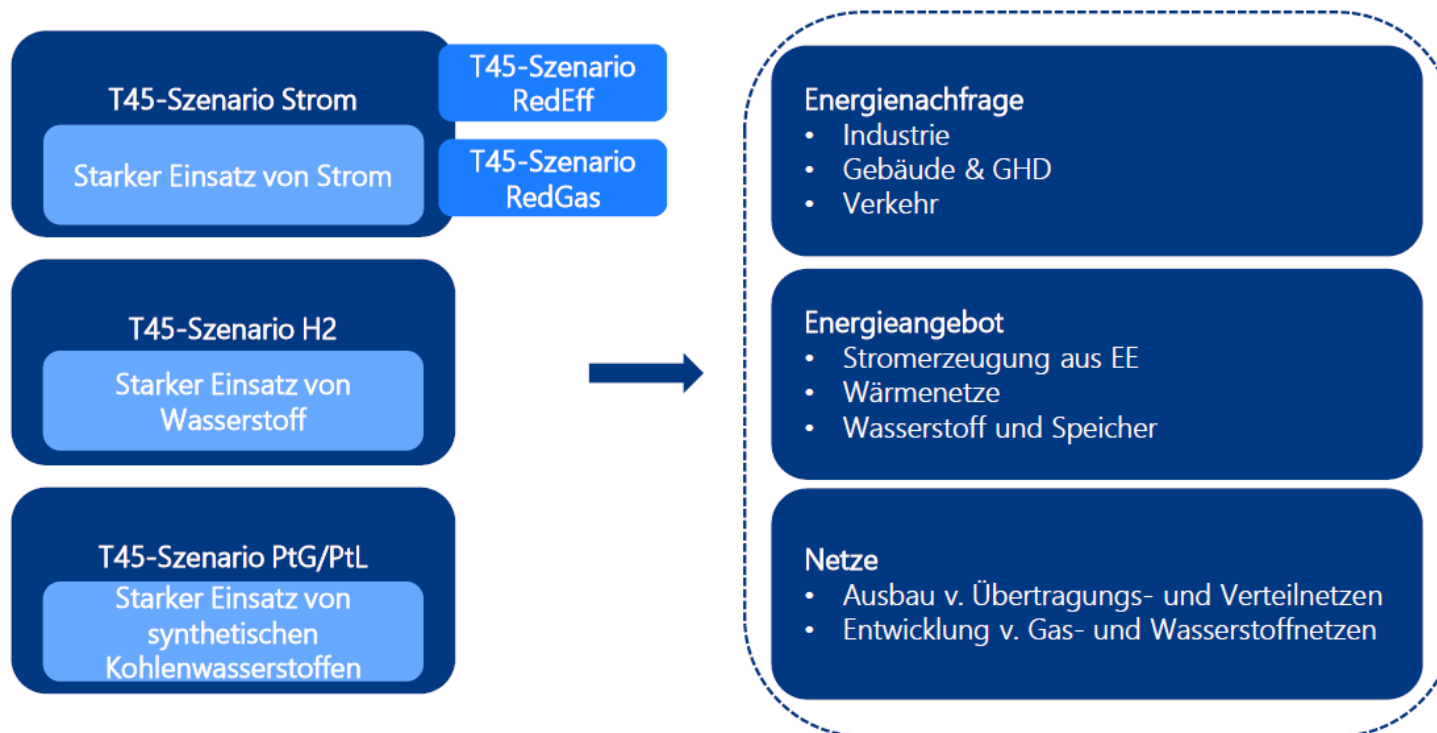 T45-Szenario Strom
Starker Einsatz von Strom
T45-Szenario
RedEff
T45-Szenario
RedGas
T45-Szenario H2
Starker Einsatz von
Wasserstoff
T45-Szenario PtG/PtL
Starker Einsatz von
synthetischen
Kohlenwasserstoffen
Energienachfrage
• Industrie
• Gebäude & GHD
• Verkehr
Energieangebot
• Stromerzeugung aus EE
• Wärmenetze
• Wasserstoff und Speicher
Netze
• Ausbau v. Übertragungs- und Verteilnetzen
• Entwicklung v. Gas- und Wasserstoffnetzen